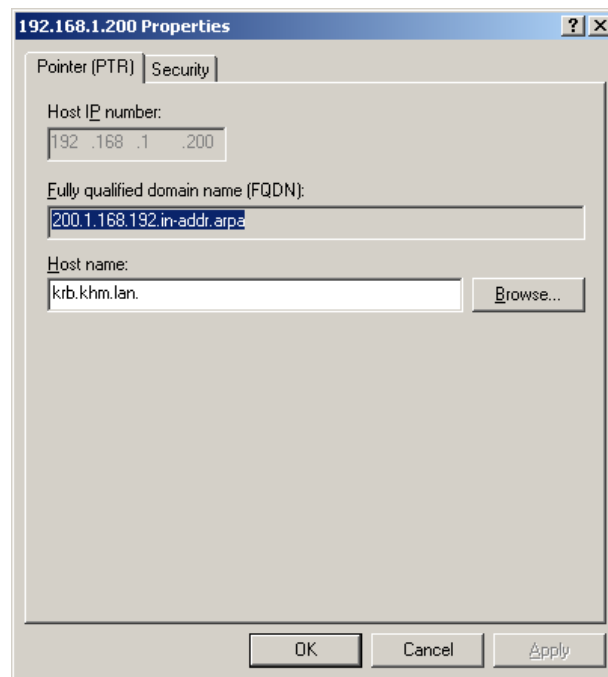 192.168.1.200 Properties
Pointer (PTR) Security
Host IP number:
192 .168 .1 .200
Fully qualified domain name (FQDN):
200.1.168.192.in-addr.arpa
Host name:
krb.khm.lan.
Browse...
OK Cancel Apply